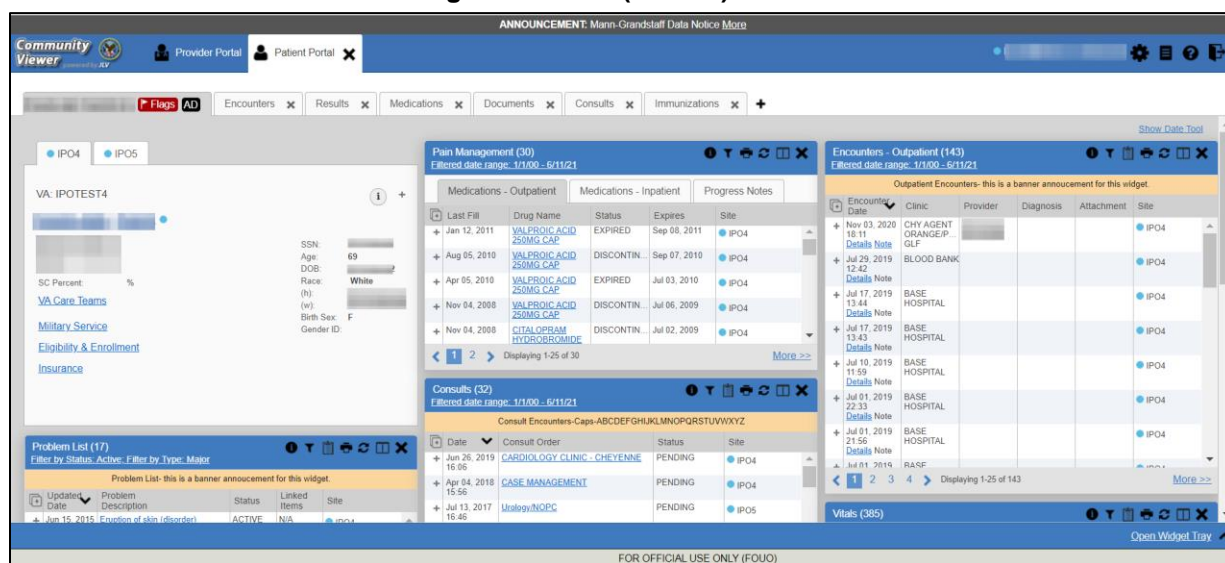 ANNOUNCEMENT: Mann-Grandstaff Data Notice More
Community
Viewer
powered by JLV
Provider Portal
Patient Portal
Flags AD
Encounters
Results
Medications
Documents
Consults
Immunizations
Show Date Tool
IPO4
IPO5
VA: IPOTEST4
SSN:
Age: 69
DOB:
SC Percent: %
Race: White
(h):
(w):
VA Care Teams
Birth Sex: F
Gender ID:
Military Service
Eligibility & Enrollment
Insurance
Problem List (17)
Filter by Status: Active; Filter by Type: Major
Problem List- this is a banner annoucement for this widget.
Updated Date Problem Description Status Linked Items Site
Jun 15, 2015 Eruption of skin (disorder) ACTIVE N/A IPO4
Pain Management (30)
Filtered date range: 1/1/00 - 6/11/21
Medications - Outpatient Medications - Inpatient Progress Notes
Last Fill Drug Name Status Expires Site
Jan 12, 2011 VALPROIC ACID 250MG CAP EXPIRED Sep 08, 2011 IPO4
Aug 05, 2010 VALPROIC ACID 250MG CAP DISCONTIN... Sep 07, 2010 IPO4
Apr 05, 2010 VALPROIC ACID 250MG CAP EXPIRED Jul 03, 2010 IPO4
Nov 04, 2008 VALPROIC ACID 250MG CAP DISCONTIN... Jul 06, 2009 IPO4
Nov 04, 2008 CITALOPRAM HYDROBROMIDE DISCONTIN... Jul 02, 2009 IPO4
1 2 Displaying 1-25 of 30 More >>
Consults (32)
Filtered date range: 1/1/00 - 6/11/21
Consult Encounters-Caps-ABCDEFGHIJKLMNOPQRSTUVWXYZ
Date Consult Order Status Site
Jun 26, 2019 16:06 CARDIOLOGY CLINIC - CHEYENNE PENDING IPO4
Apr 04, 2018 15:56 CASE MANAGEMENT PENDING IPO4
Jul 13, 2017 16:46 Urology/NOPC PENDING IPO5
Encounters - Outpatient (143)
Filtered date range: 1/1/00 - 6/11/21
Outpatient Encounters- this is a banner annoucement for this widget.
Encounter Date Clinic Provider Diagnosis Attachment Site
Nov 03, 2020 18:11 Details Note CHY AGENT ORANGE/P... GLF IPO4
Jul 29, 2019 12:42 Details Note BLOOD BANK IPO4
Jul 17, 2019 13:44 Details Note BASE HOSPITAL IPO4
Jul 17, 2019 13:43 Details Note BASE HOSPITAL IPO4
Jul 10, 2019 11:59 Details Note BASE HOSPITAL IPO4
Jul 01, 2019 22:33 Details Note BASE HOSPITAL IPO4
Jul 01, 2019 21:56 Details Note BASE HOSPITAL IPO4
Jul 01, 2019 BASE
1 2 3 4 Displaying 1-25 of 143 More >>
Vitals (385)
Open Widget Tray
FOR OFFICIAL USE ONLY (FOUO)